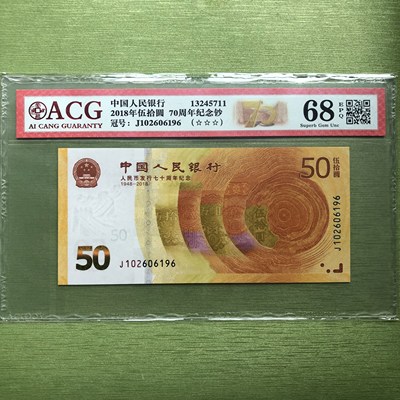 ACG
AI CANG GUARANTY
中国人民银行 13245711
2018年伍拾圆 70周年纪念钞
冠号: J102606196 (☆☆☆)
70
68
EPQ
Superb Gem Unc
中国人民银行
人民币发行七十周年纪念
1948-2018
50
伍拾圆
J102606196
50
J102606196